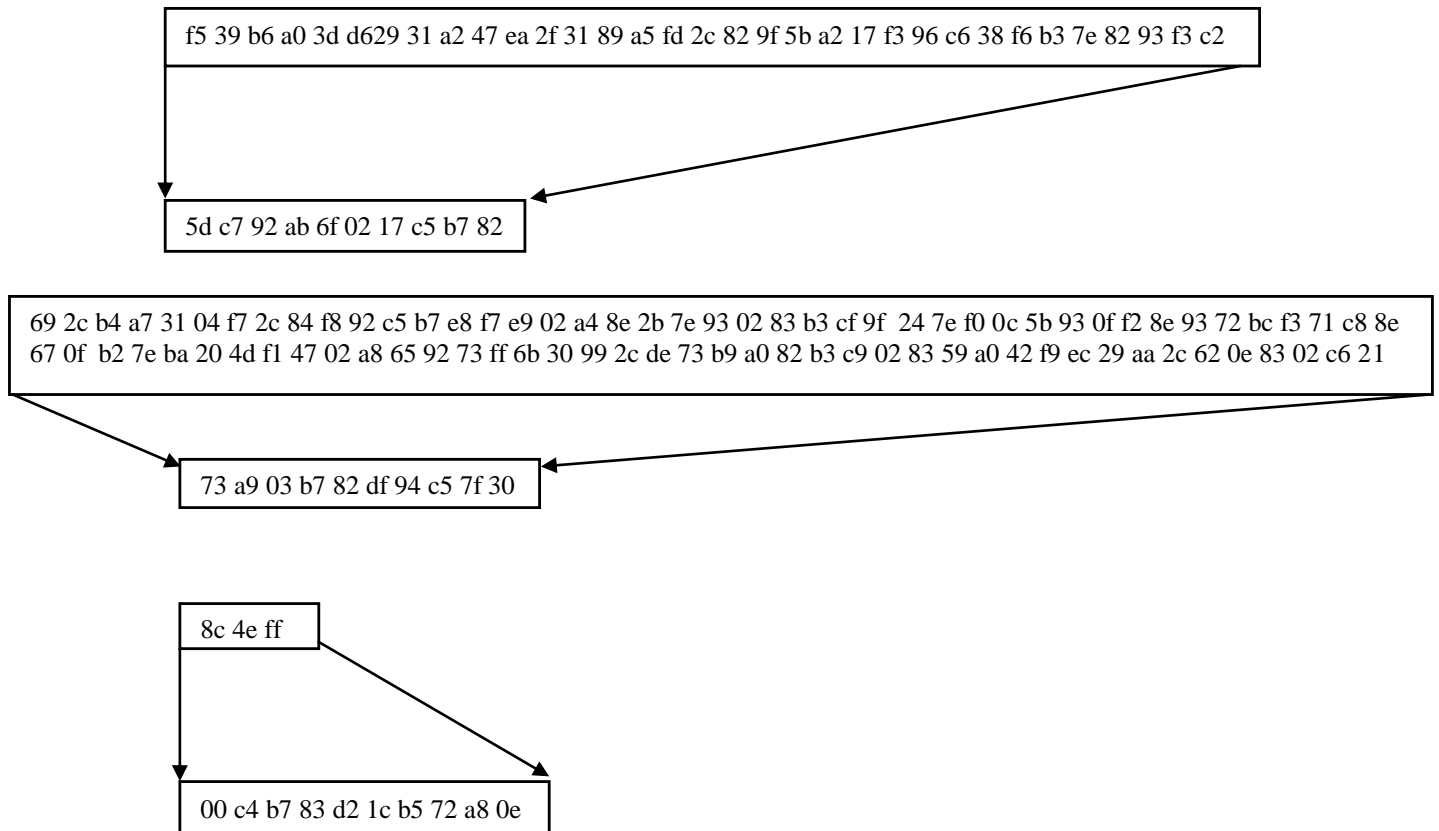 f5 39 b6 a0 3d d629 31 a2 47 ea 2f 31 89 a5 fd 2c 82 9f 5b a2 17 f3 96 c6 38 f6 b3 7e 82 93 f3 c2
5d c7 92 ab 6f 02 17 c5 b7 82
69 2c b4 a7 31 04 f7 2c 84 f8 92 c5 b7 e8 f7 e9 02 a4 8e 2b 7e 93 02 83 b3 cf 9f 24 7e f0 0c 5b 93 0f f2 8e 93 72 bc f3 71 c8 8e
67 0f b2 7e ba 20 4d f1 47 02 a8 65 92 73 ff 6b 30 99 2c de 73 b9 a0 82 b3 c9 02 83 59 a0 42 f9 ec 29 aa 2c 62 0e 83 02 c6 21
73 a9 03 b7 82 df 94 c5 7f 30
8c 4e ff
00 c4 b7 83 d2 1c b5 72 a8 0e